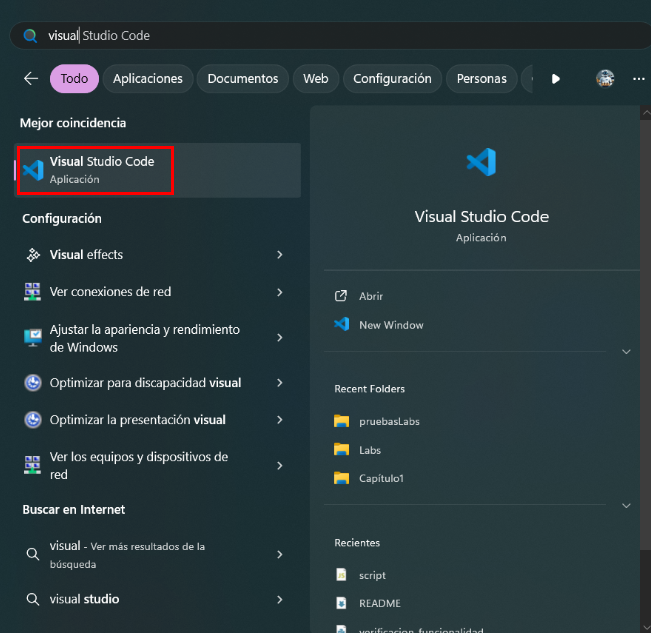 visual Studio Code
Todo
Aplicaciones
Documentos
Web
Configuración
Personas
Mejor coincidencia
Visual Studio Code
Aplicación
Configuración
Visual effects
Ver conexiones de red
Ajustar la apariencia y rendimiento
de Windows
Optimizar para discapacidad visual
Optimizar la presentación visual
Ver los equipos y dispositivos de
red
Buscar en Internet
visual - Ver más resultados de la
búsqueda
visual studio
Visual Studio Code
Aplicación
Abrir
New Window
Recent Folders
pruebasLabs
Labs
Capítulo1
Recientes
script
README
verificacion_funcionalidad